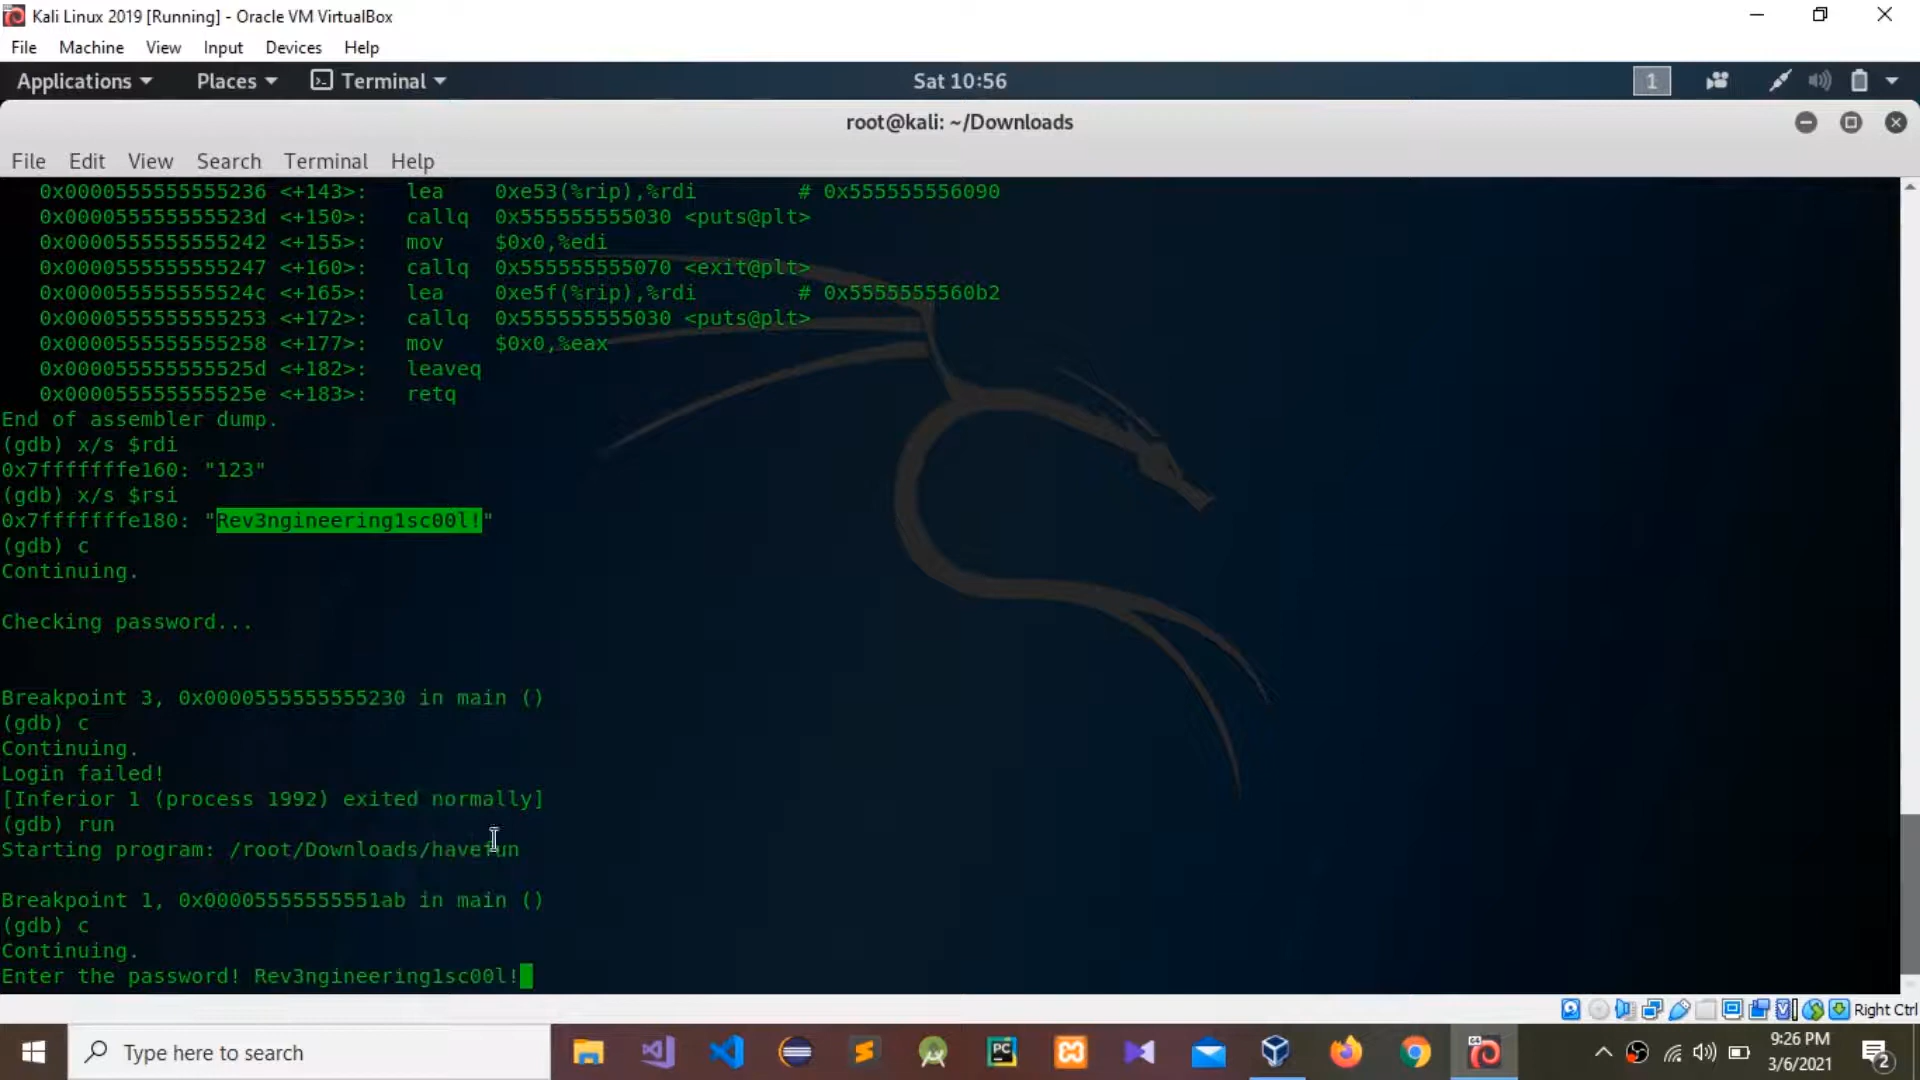 Kali Linux 2019 [Running] - Oracle VM VirtualBox
File Machine View Input Devices Help
Applications Places Terminal Sat 10:56 1
root@kali: ~/Downloads
File Edit View Search Terminal Help
0x0000555555555236 <+143>: lea 0xe53(%rip),%rdi # 0x555555556090
0x000055555555523d <+150>: callq 0x555555555030 <puts@plt>
0x0000555555555242 <+155>: mov $0x0,%edi
0x0000555555555247 <+160>: callq 0x555555555070 <exit@plt>
0x000055555555524c <+165>: lea 0xe5f(%rip),%rdi # 0x5555555560b2
0x0000555555555253 <+172>: callq 0x555555555030 <puts@plt>
0x0000555555555258 <+177>: mov $0x0,%eax
0x000055555555525d <+182>: leaveq
0x000055555555525e <+183>: retq
End of assembler dump.
(gdb) x/s $rdi
0x7fffffffe160: "123"
(gdb) x/s $rsi
0x7fffffffe180: "Rev3ngineering1sc00l!"
(gdb) c
Continuing.
Checking password...
Breakpoint 3, 0x0000555555555230 in main ()
(gdb) c
Continuing.
Login failed!
[Inferior 1 (process 1992) exited normally]
(gdb) run
Starting program: /root/Downloads/havefun
Breakpoint 1, 0x00005555555551ab in main ()
(gdb) c
Continuing.
Enter the password! Rev3ngineering1sc00l!
Right Ctrl
Type here to search
PC
9:26 PM
3/6/2021
2